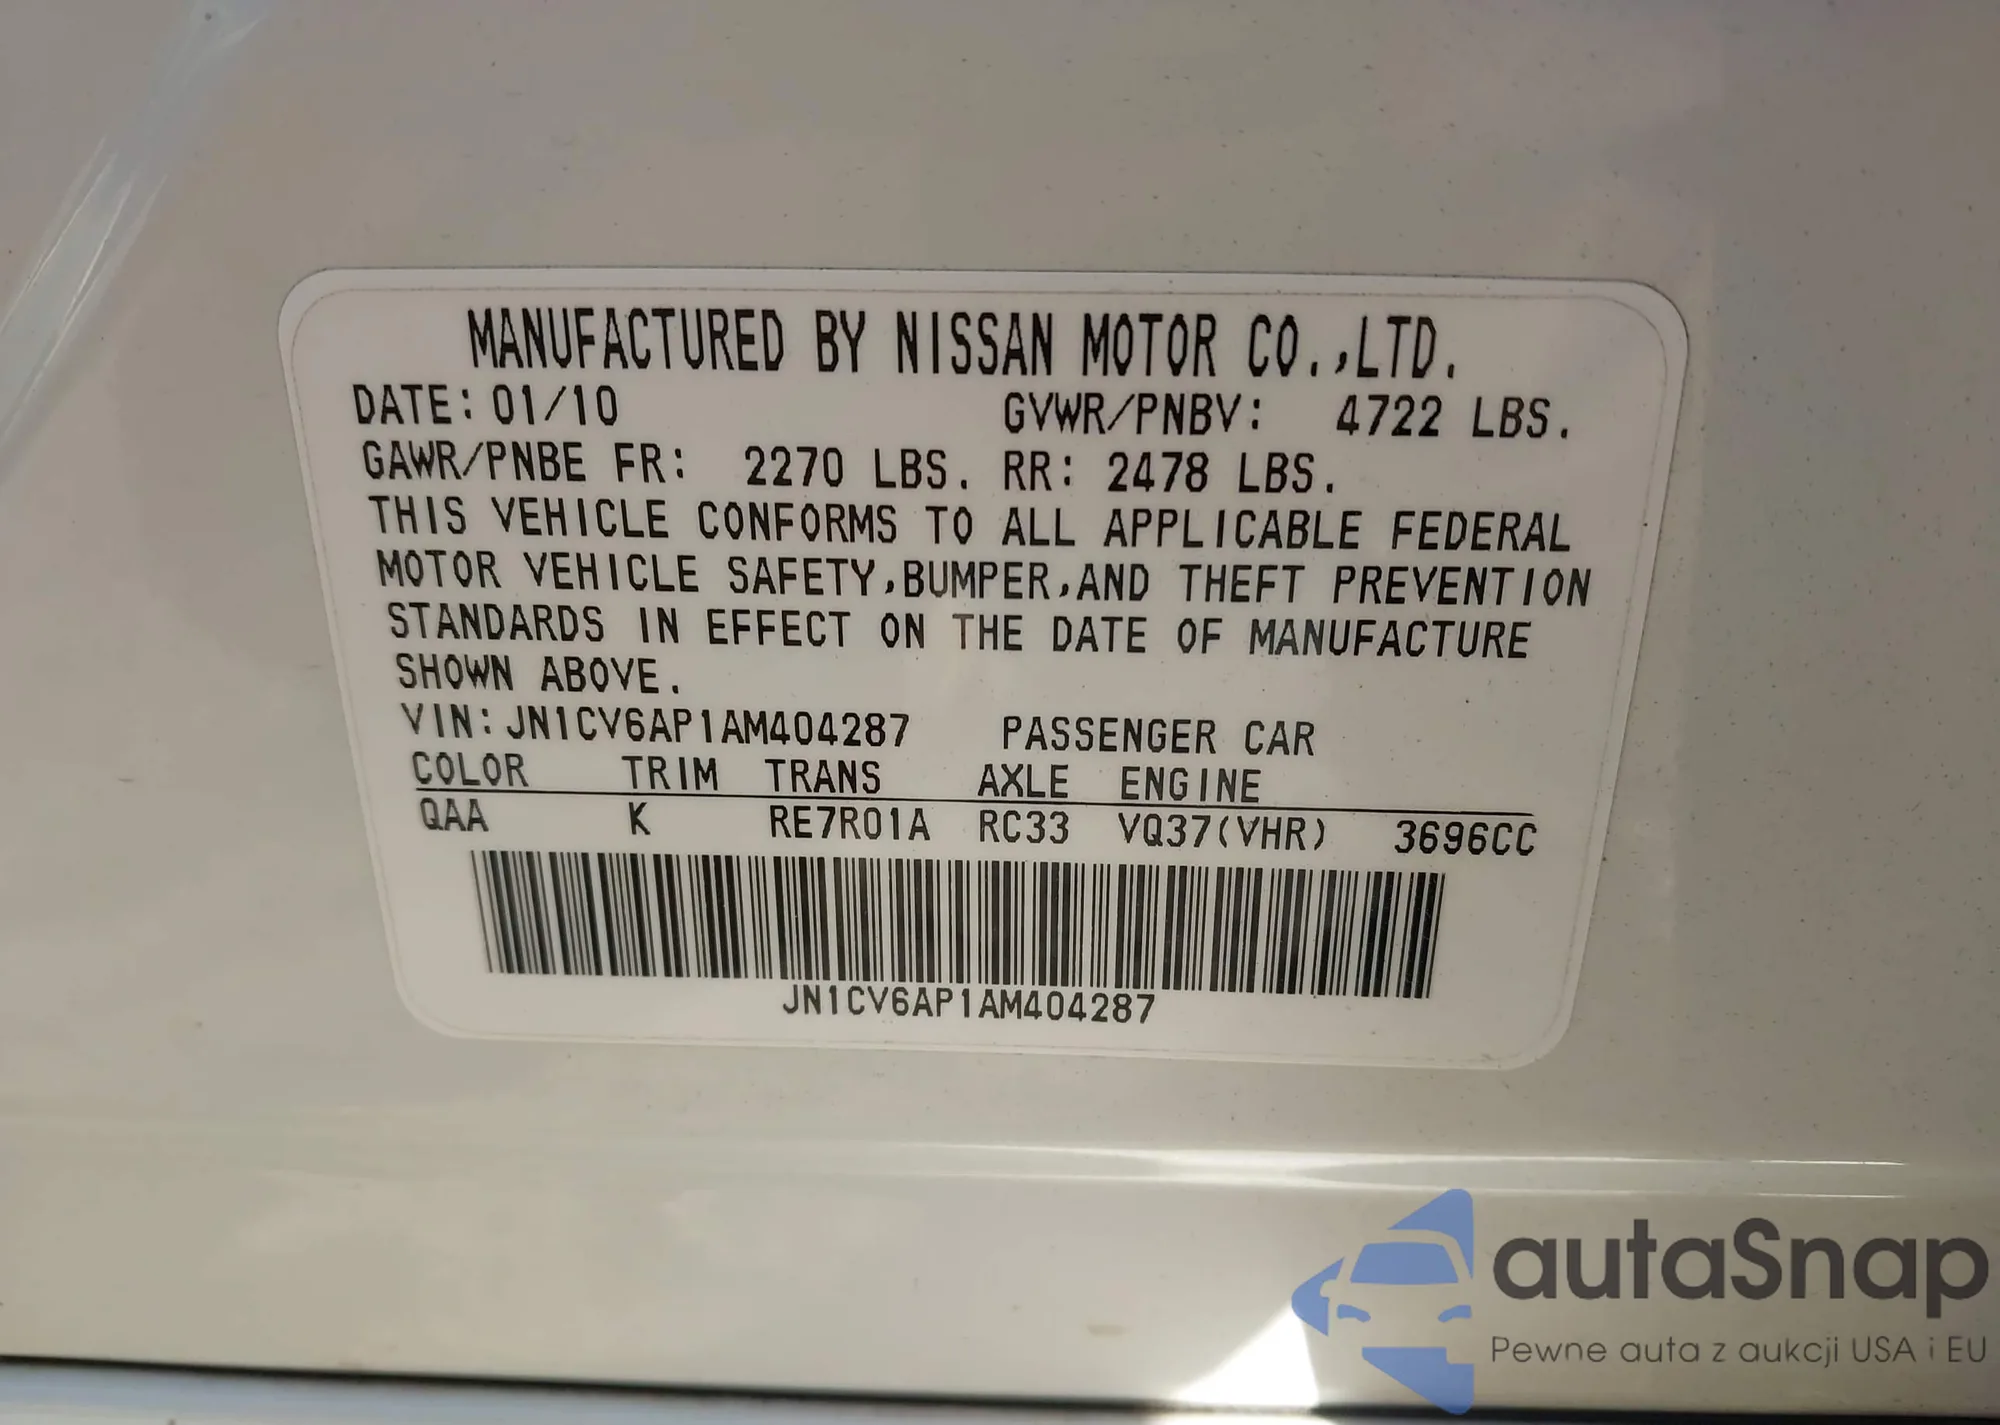 MANUFACTURED BY NISSAN MOTOR CO.,LTD.
DATE: 01/10 GVWR/PNBV: 4722 LBS.
GAWR/PNBE FR: 2270 LBS. RR: 2478 LBS.
THIS VEHICLE CONFORMS TO ALL APPLICABLE FEDERAL
MOTOR VEHICLE SAFETY,BUMPER,AND THEFT PREVENTION
STANDARDS IN EFFECT ON THE DATE OF MANUFACTURE
SHOWN ABOVE.
VIN:JN1CV6AP1AM404287 PASSENGER CAR
COLOR TRIM TRANS AXLE ENGINE
QAA K RE7R01A RC33 VQ37(VHR) 3696CC
JN1CV6AP1AM404287
autaSnap
Pewne auta z aukcji USA i EU